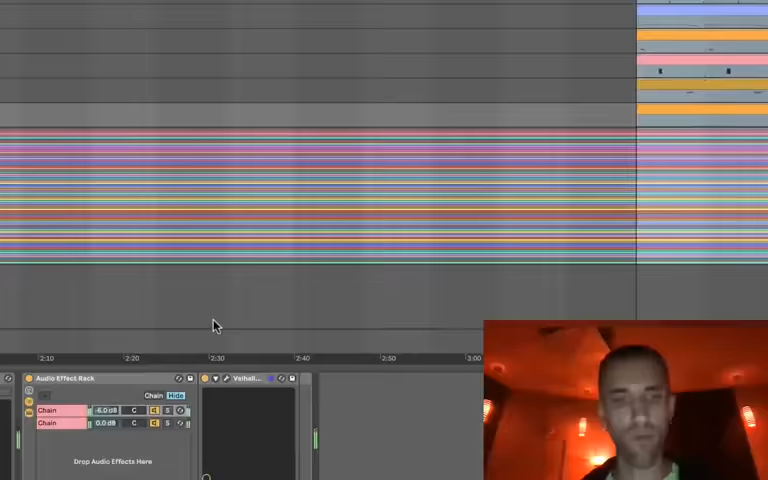 2:10 2:20 2:30 2:40 2:50 3:00
Audio Effect Rack
Valhall...
Chain Hide
Chain -6.0 dB C S
Chain 0.0 dB C S
Drop Audio Effects Here